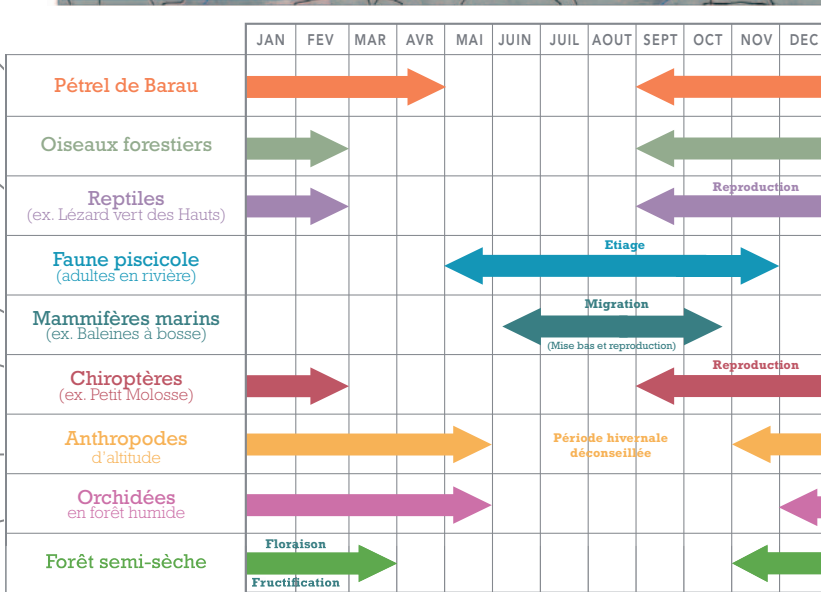 JAN FEV MAR AVR MAI JUIN JUIL AOUT SEPT OCT NOV DEC
Pétrel de Barau
Oiseaux forestiers
Reptiles
(ex. Lézard vert des Hauts)
Reproduction
Faune piscicole
(adultes en rivière)
Etiage
Mammifères marins
(ex. Baleines à bosse)
Migration
(Mise bas et reproduction)
Chiroptères
(ex. Petit Molosse)
Reproduction
Anthropodes
d'altitude
Période hivernale
déconseillée
Orchidées
en forêt humide
Forêt semi-sèche
Floraison
Fructification